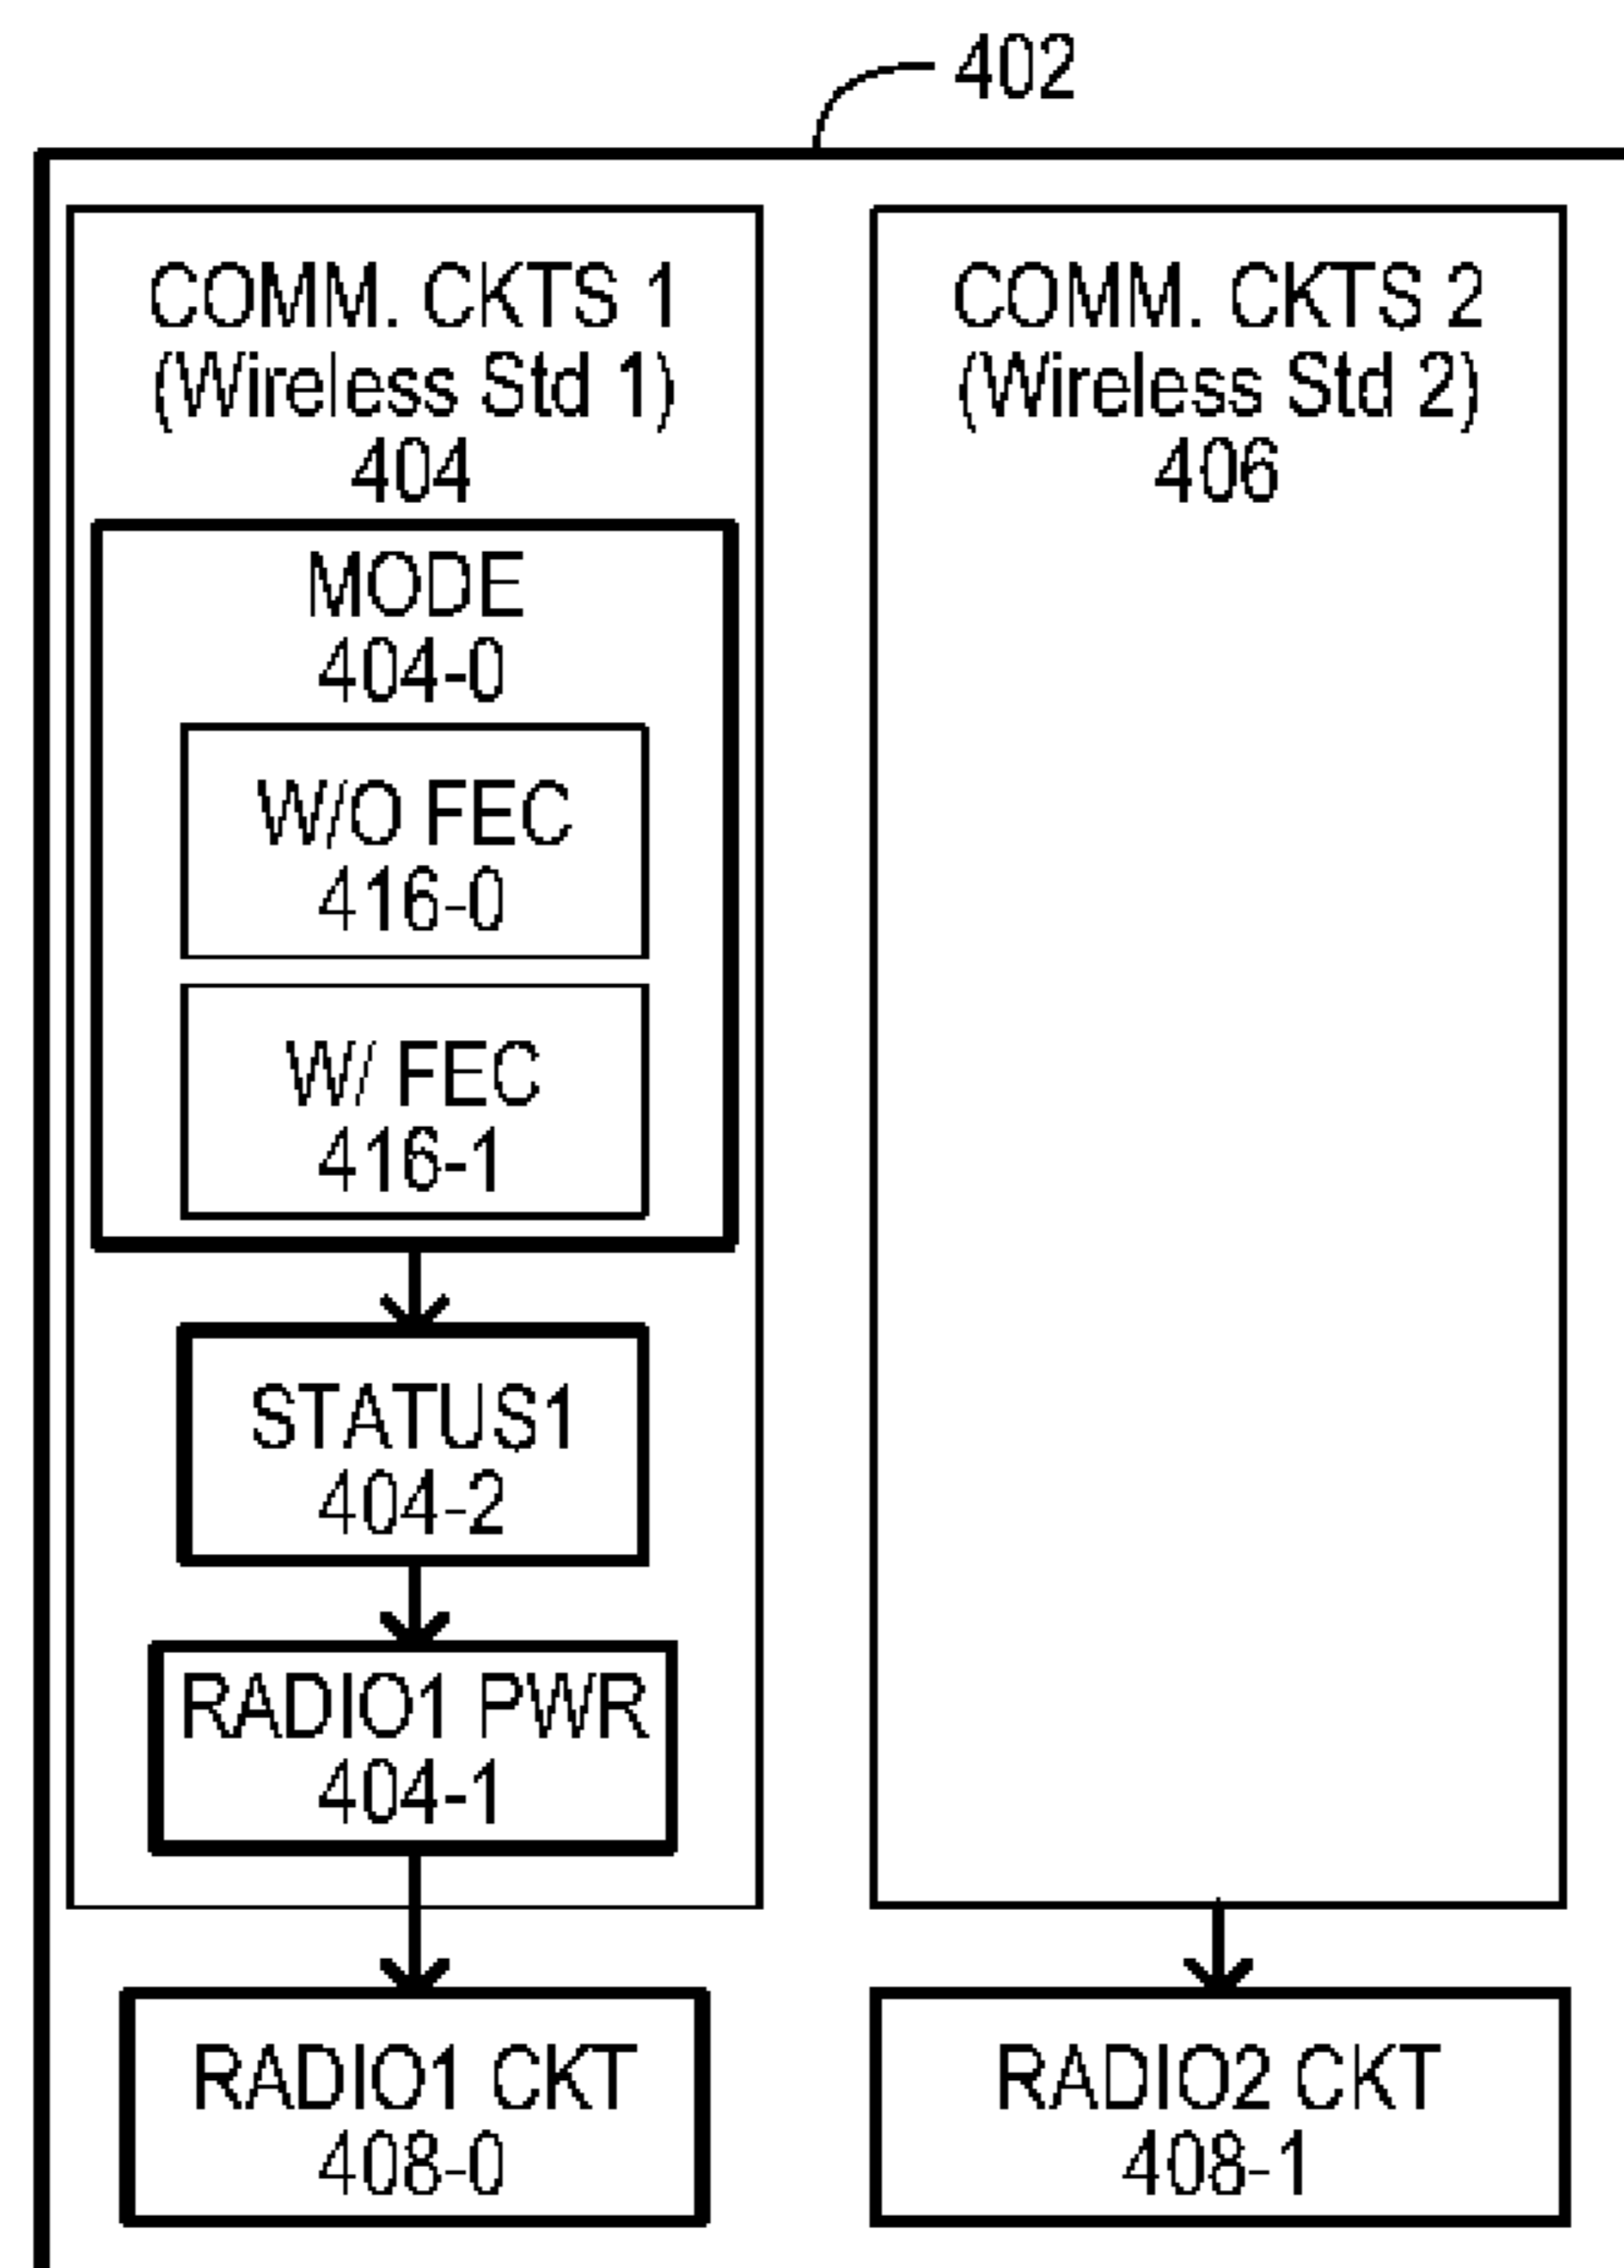 402
COMM. CKTS 1
(Wireless Std 1)
404
MODE
404-0
W/O FEC
416-0
W/ FEC
416-1
STATUS1
404-2
RADIO1 PWR
404-1
RADIO1 CKT
408-0
COMM. CKTS 2
(Wireless Std 2)
406
RADIO2 CKT
408-1